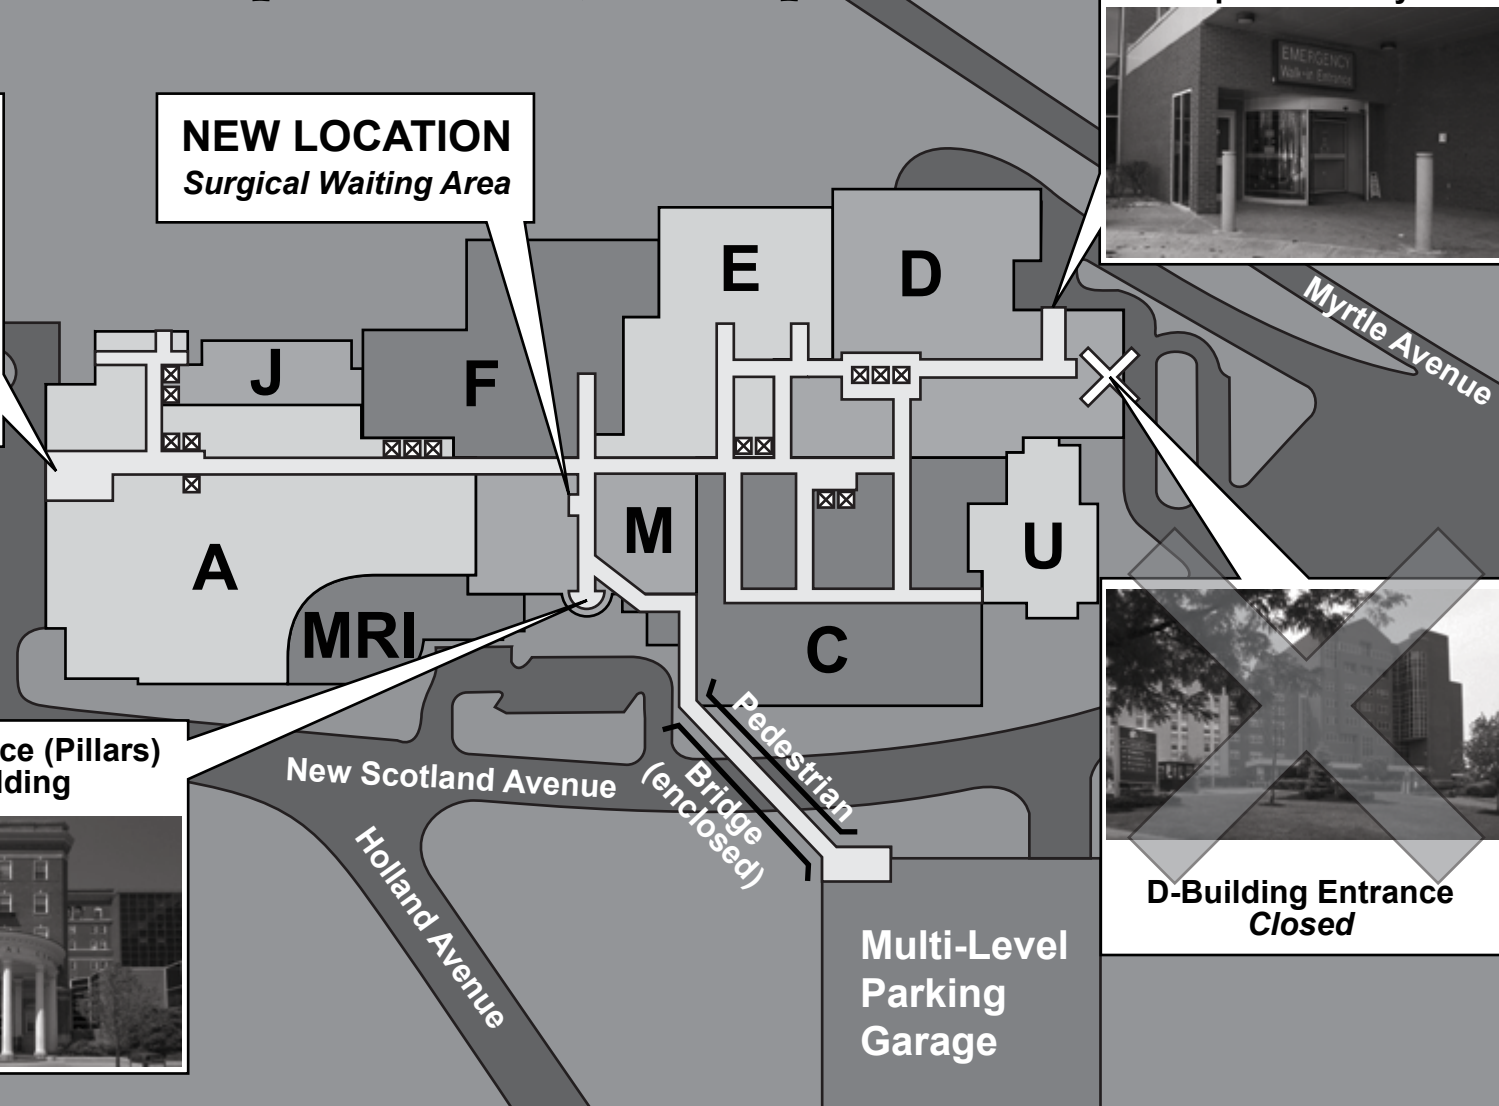 EMERGENCY
Walk-in Entrance
NEW LOCATION
Surgical Waiting Area
E
D
Myrtle Avenue
J
F
M
U
A
MRI
C
ce (Pillars)
lding
New Scotland Avenue
Pedestrian
Bridge
(enclosed)
Holland Avenue
D-Building Entrance
Closed
Multi-Level
Parking
Garage